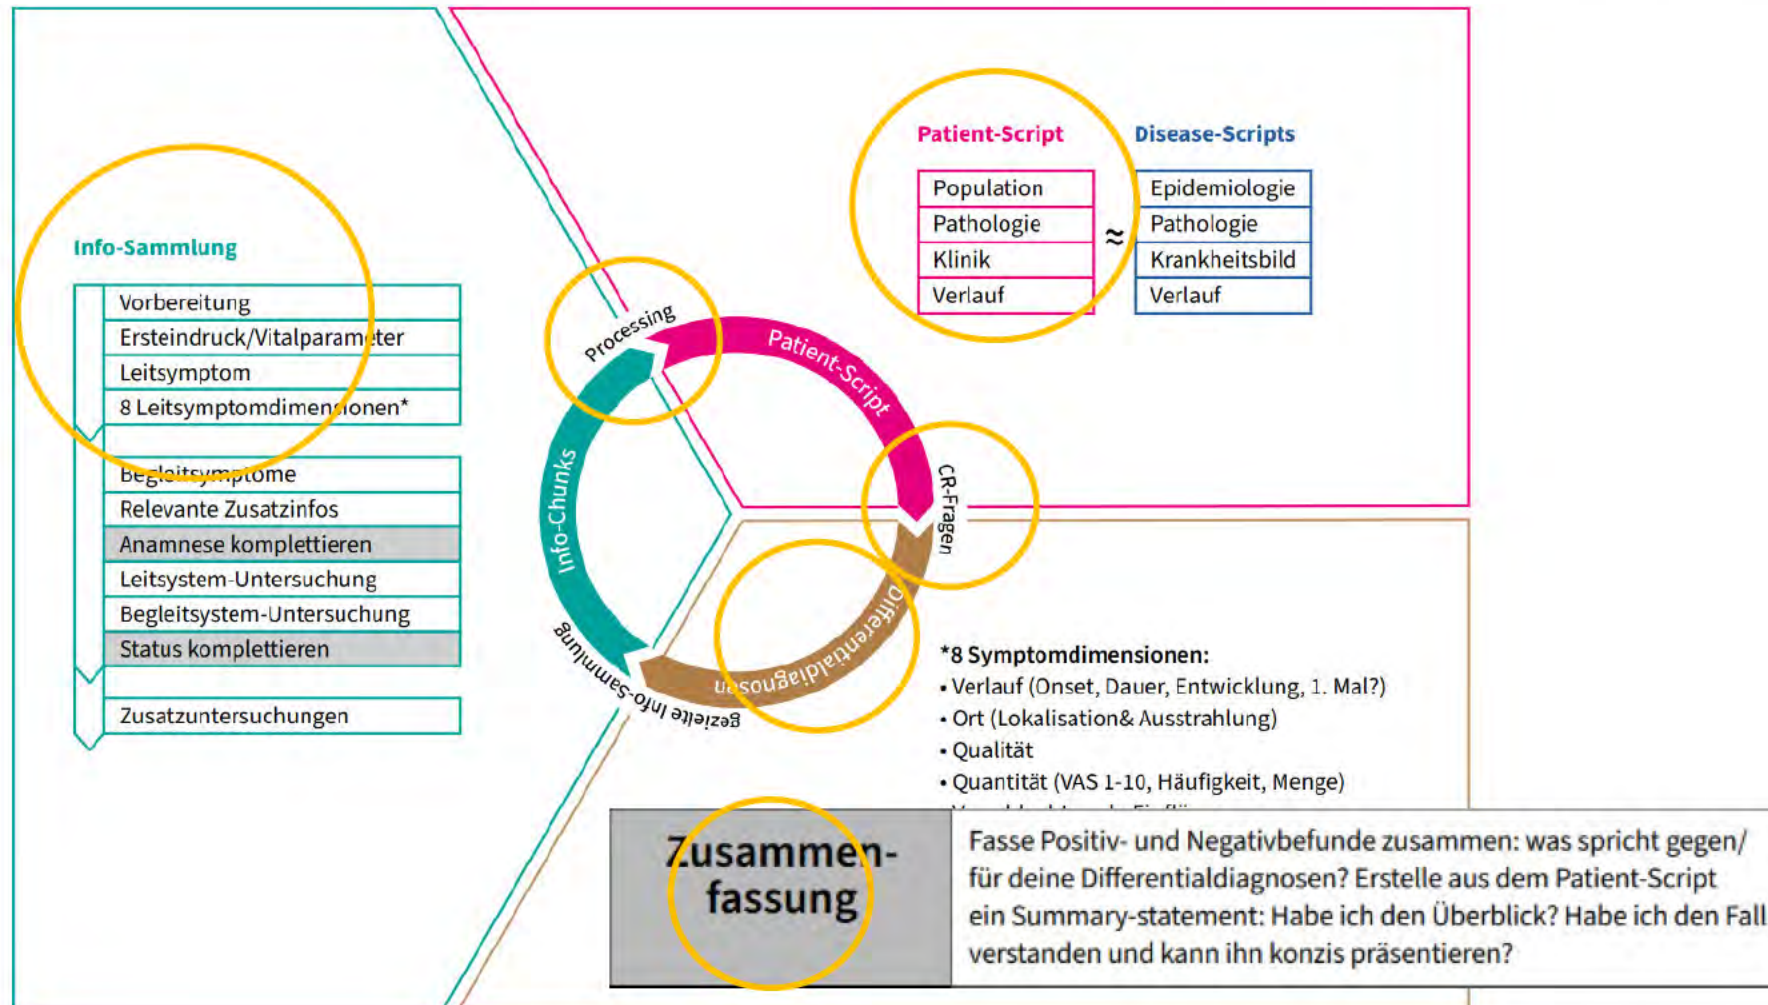 Info-Sammlung
Vorbereitung
Ersteindruck/Vitalparameter
Leitsymptom
8 Leitsymptomdimensionen*
Begleitsymptome
Relevante Zusatzinfos
Anamnese komplettieren
Leitsystem-Untersuchung
Begleitsystem-Untersuchung
Status komplettieren
Zusatzuntersuchungen
Processing
Patient-Script
CR-Fragen
Differentialdiagnosen
gezielte Info-Sammlung
Info-Chunks
Patient-Script
Population
Pathologie
Klinik
Verlauf
≈
Disease-Scripts
Epidemiologie
Pathologie
Krankheitsbild
Verlauf
*8 Symptomdimensionen:
• Verlauf (Onset, Dauer, Entwicklung, 1. Mal?)
• Ort (Lokalisation& Ausstrahlung)
• Qualität
• Quantität (VAS 1-10, Häufigkeit, Menge)
Zusammen-
fassung
Fasse Positiv- und Negativbefunde zusammen: was spricht gegen/
für deine Differentialdiagnosen? Erstelle aus dem Patient-Script
ein Summary-statement: Habe ich den Überblick? Habe ich den Fall
verstanden und kann ihn konzis präsentieren?